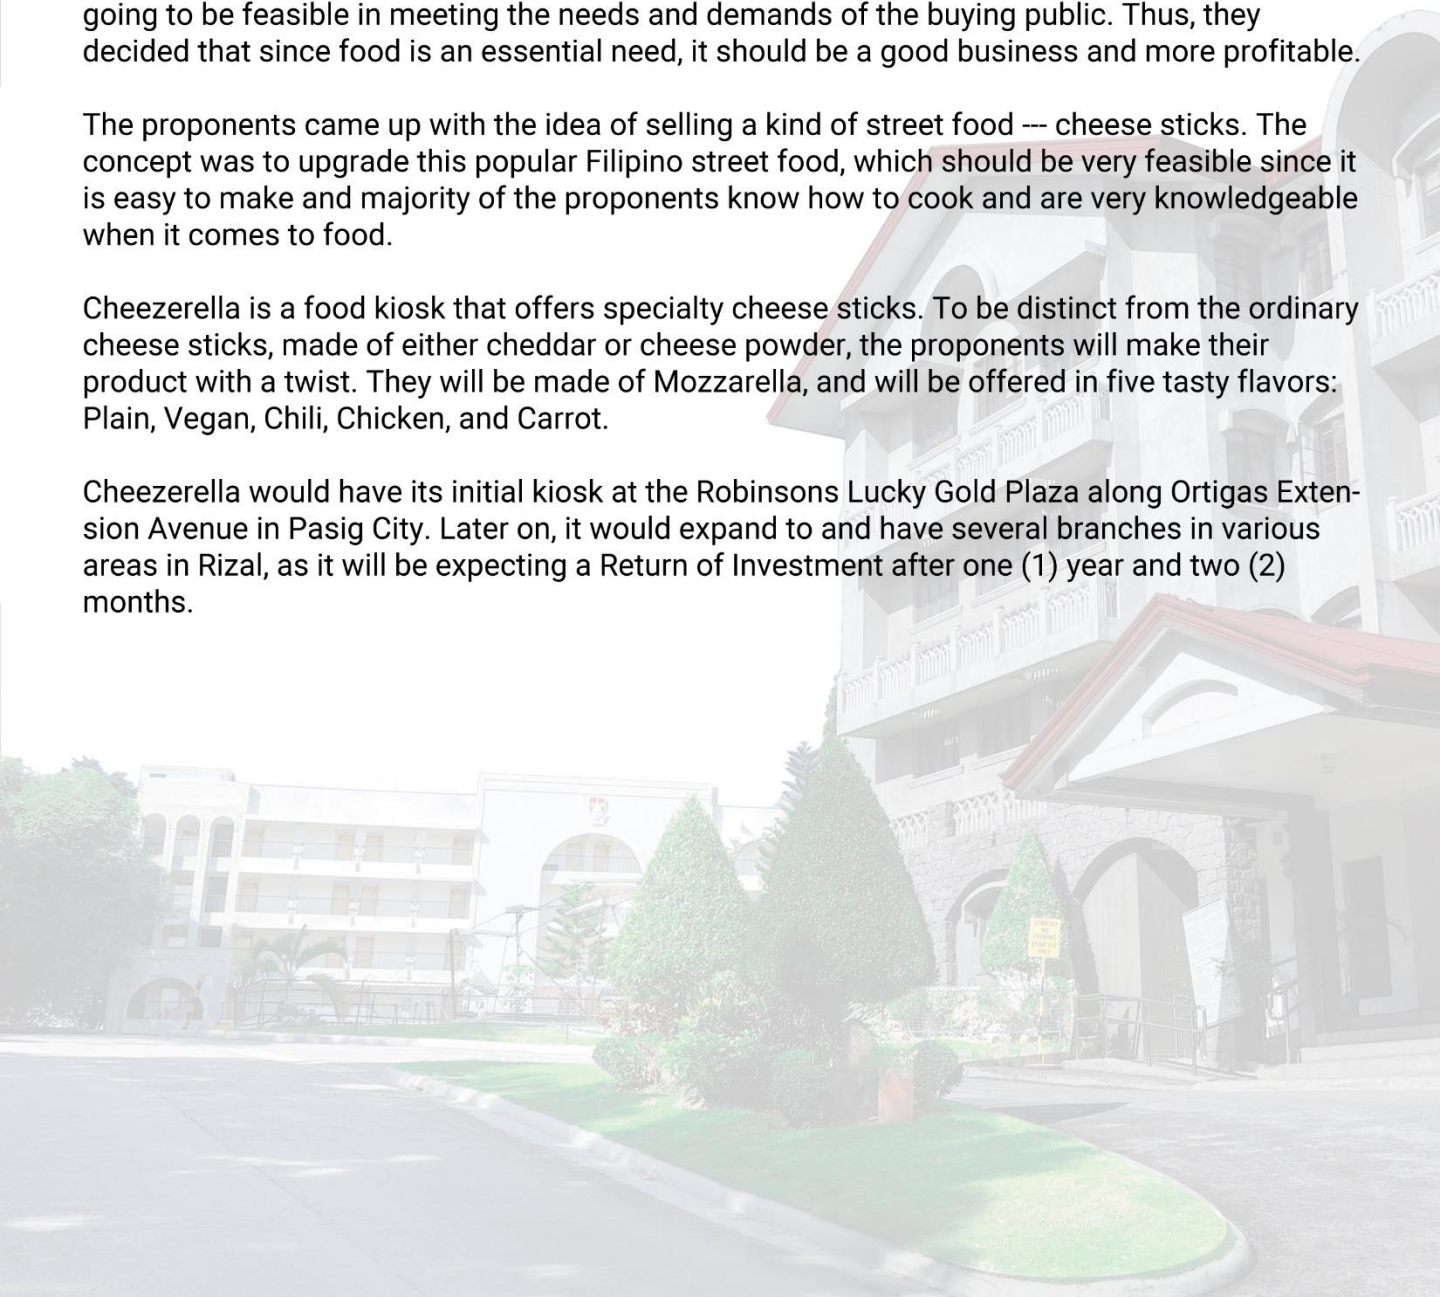 going to be feasible in meeting the needs and demands of the buying public. Thus, they
decided that since food is an essential need, it should be a good business and more profitable.
The proponents came up with the idea of selling a kind of street food --- cheese sticks. The
concept was to upgrade this popular Filipino street food, which should be very feasible since it
is easy to make and majority of the proponents know how to cook and are very knowledgeable
when it comes to food.
Cheezerella is a food kiosk that offers specialty cheese sticks. To be distinct from the ordinary
cheese sticks, made of either cheddar or cheese powder, the proponents will make their
product with a twist. They will be made of Mozzarella, and will be offered in five tasty flavors:
Plain, Vegan, Chili, Chicken, and Carrot.
Cheezerella would have its initial kiosk at the Robinsons Lucky Gold Plaza along Ortigas Exten-
sion Avenue in Pasig City. Later on, it would expand to and have several branches in various
areas in Rizal, as it will be expecting a Return of Investment after one (1) year and two (2)
months.